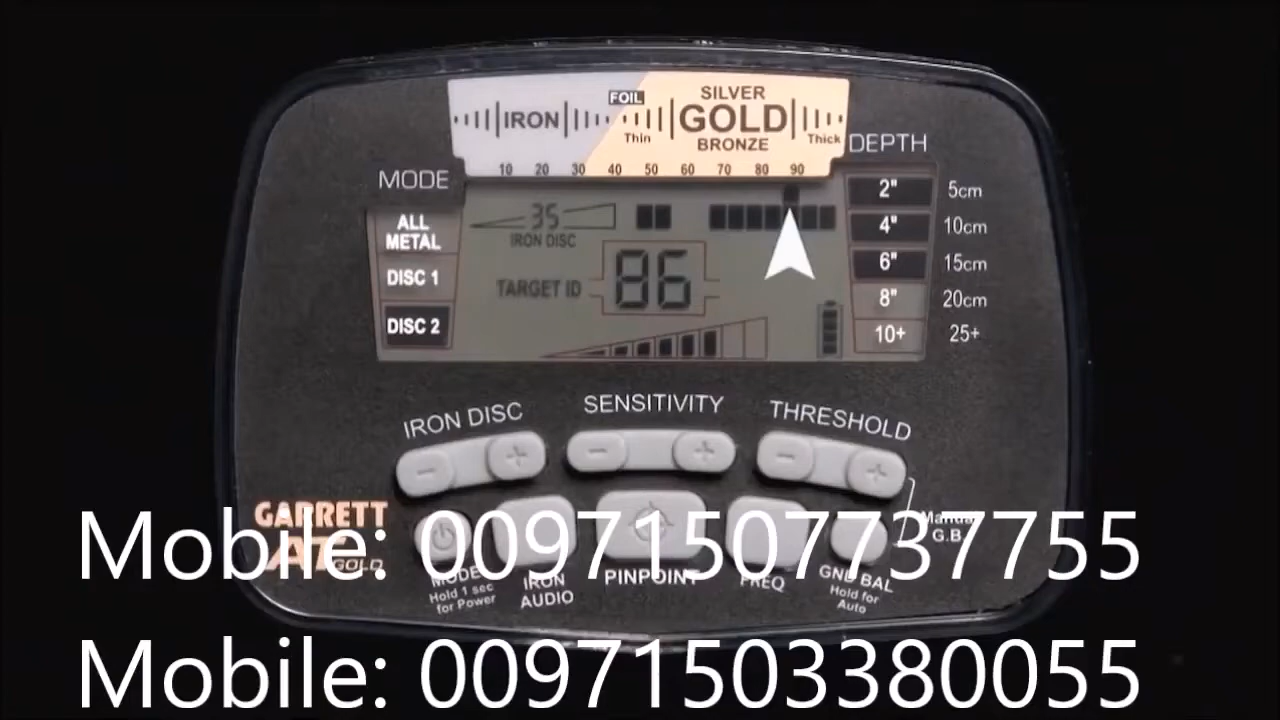 SILVER
FOIL
IRON
GOLD
Thin
BRONZE
Thick
10 20 30 40 50 60 70 80 90
DEPTH
MODE
ALL
METAL
DISC 1
DISC 2
35
IRON DISC
TARGET ID
86
2" 5cm
4" 10cm
6" 15cm
8" 20cm
10+ 25+
IRON DISC
SENSITIVITY
THRESHOLD
- +
- +
- +
GARRETT
AT GOLD
Manual
G.B.
Mobile: 00971507737755
MODE
Hold 1 sec
for Power
IRON
AUDIO
PINPOINT
FREQ
GND BAL
Hold for
Auto
Mobile: 00971503380055